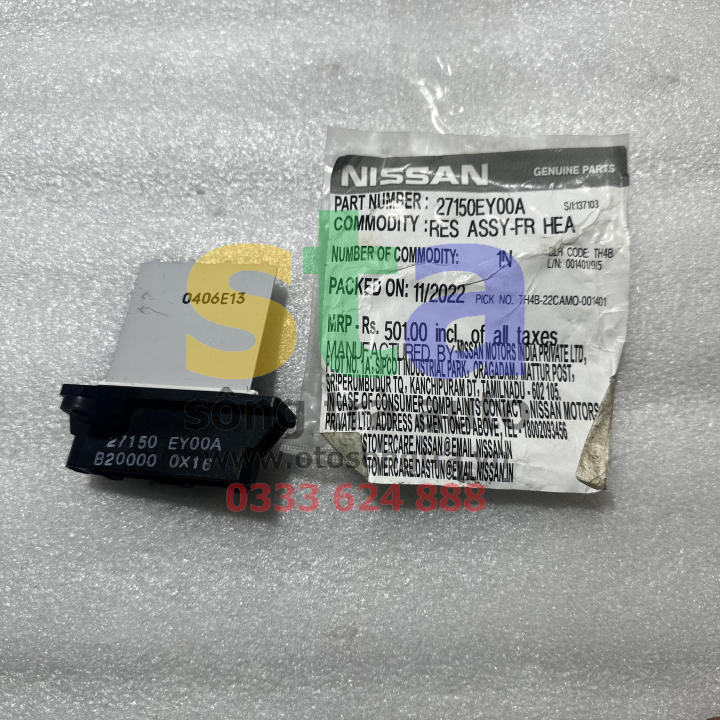 NISSAN GENUINE PARTS
PART NUMBER : 27150EY00A S/I:137103
COMMODITY : RES ASSY-FR HEA
NUMBER OF COMMODITY: 1N DLR CODE: TH4B
L/N: 001401/9/5
PACKED ON: 11/2022 PICK NO. TH4B-22CAMO-001401
MRP - Rs. 501.00 incl. of all taxes
MANUFACTURED BY NISSAN MOTORS INDIA PRIVATE LTD,
1A: SIPCOT INDUSTRIAL PARK, ORAGADAM, MATTUR POST,
SRIPERUMBUDUR TQ., KANCHIPURAM DT, TAMIL NADU - 602 105.
IN CASE OF CONSUMER COMPLAINTS CONTACT NISSAN MOTORS
PRIVATE LTD. ADDRESS AS MENTIONED ABOVE, TEL
STOMERCARE.NISSAN@EMAIL.NISSAN.IN
STOMERCARE.DATSUN@EMAIL.NISSAN.IN
0406E13
27150 EY00A
B20000 0X16
sta
sông
www.otos
0333 624 888